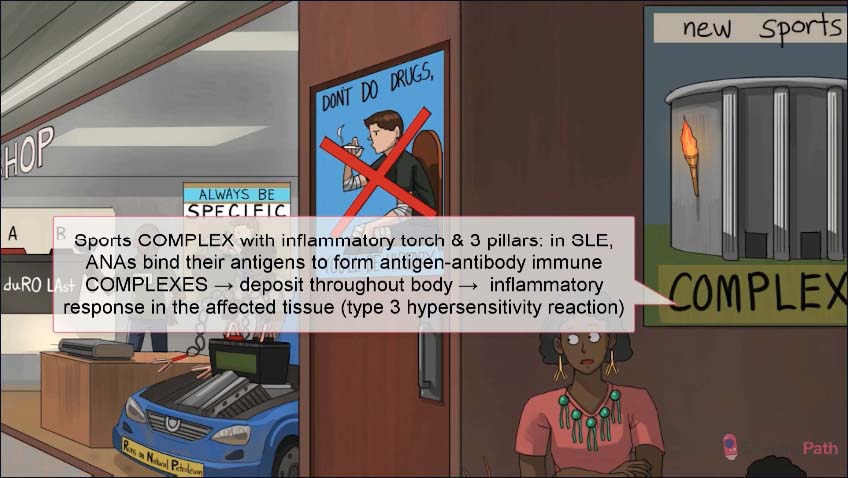 new sports
DON'T DO DRUGS,
HOP
ALWAYS BE
SPECIFIC
A
Sports COMPLEX with inflammatory torch & 3 pillars: in SLE,
ANAs bind their antigens to form antigen-antibody immune
COMPLEXES → deposit throughout body → inflammatory
response in the affected tissue (type 3 hypersensitivity reaction)
duRO LAst
COMPLEX
Runs on Natural Petroleum
Path